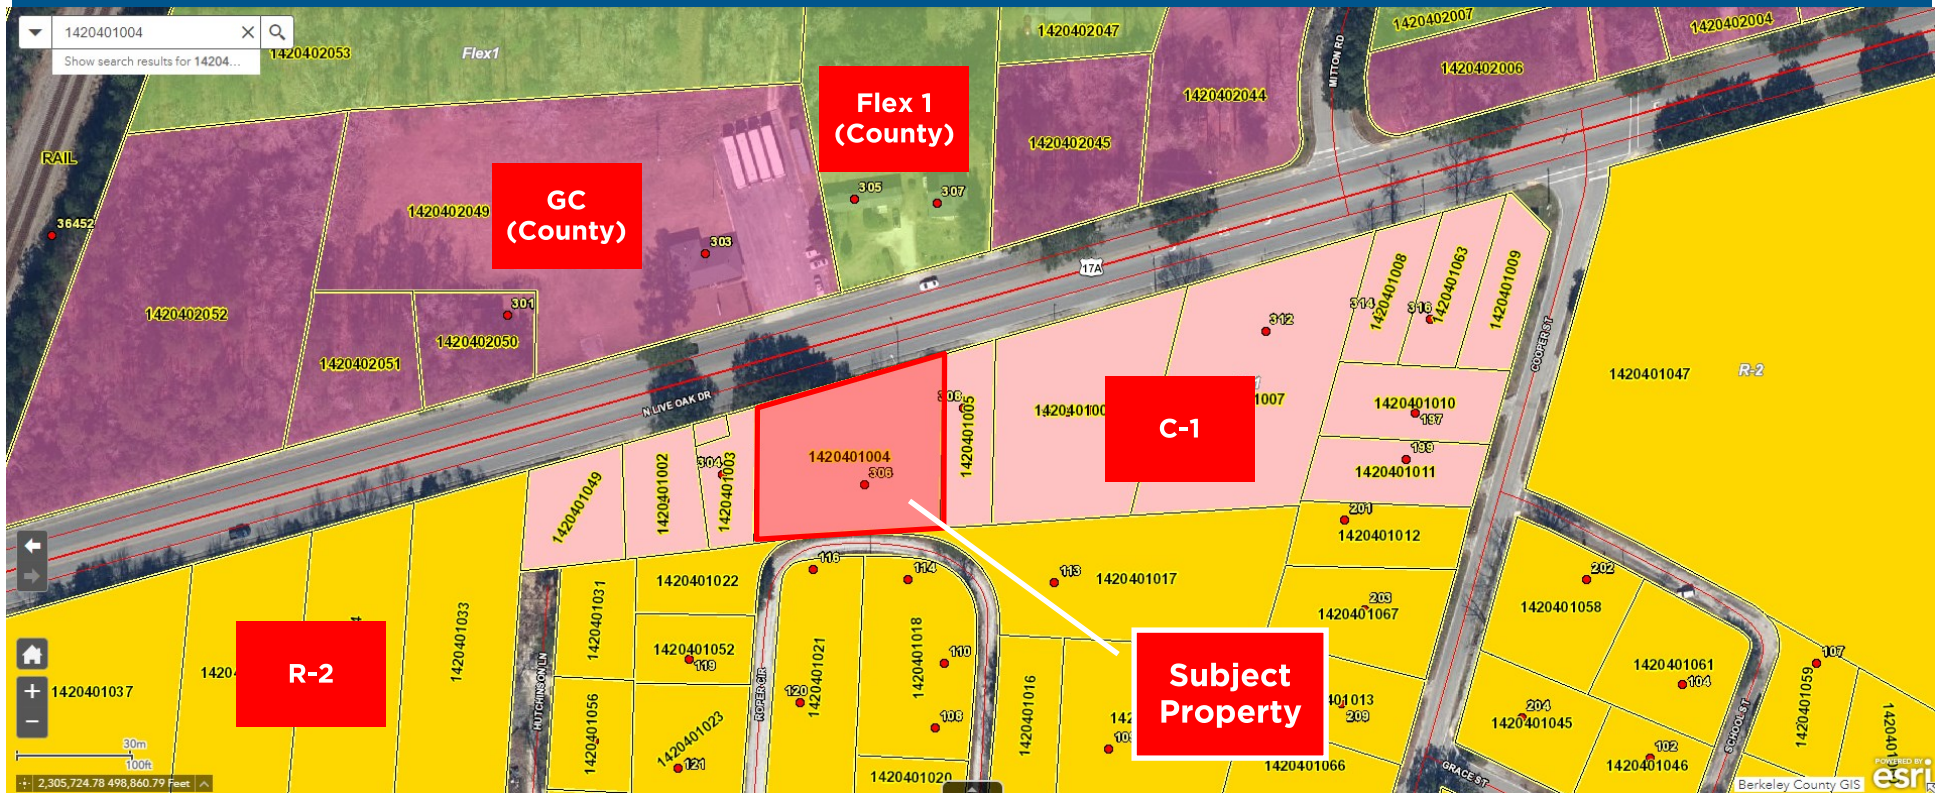 1420401004
Show search results for 14204...
1420402053
Flex1
1420402047
1420402007
1420402004
1420402006
MITTON RD
1420402044
1420402045
Flex 1
(County)
305
307
RAIL
36452
1420402049
GC
(County)
303
301
1420402052
1420402051
1420402050
17A
N LIVE OAK DR
312
314
1420401008
316
1420401063
1420401009
COOPER ST
1420401047
R-2
308
1420401005
1420401004
306
C-1
1007
1420401010
197
199
1420401011
1420401049
1420401002
304
1420401003
201
1420401012
116
114
113
1420401017
203
1420401067
202
1420401058
1420401022
1420401031
1420401033
1420401052
119
1420401021
1420401018
110
120
108
1420401016
Subject
Property
1420401037
R-2
HUTCHINSON LN
1420401056
1420401023
121
ROPER CIR
1420401020
209
1420401066
204
1420401045
1420401061
104
102
1420401046
107
1420401059
SCHOOL ST
GRACE ST
30m
100ft
2,305,724.78 498,860.79 Feet
Berkeley County GIS
POWERED BY
esri